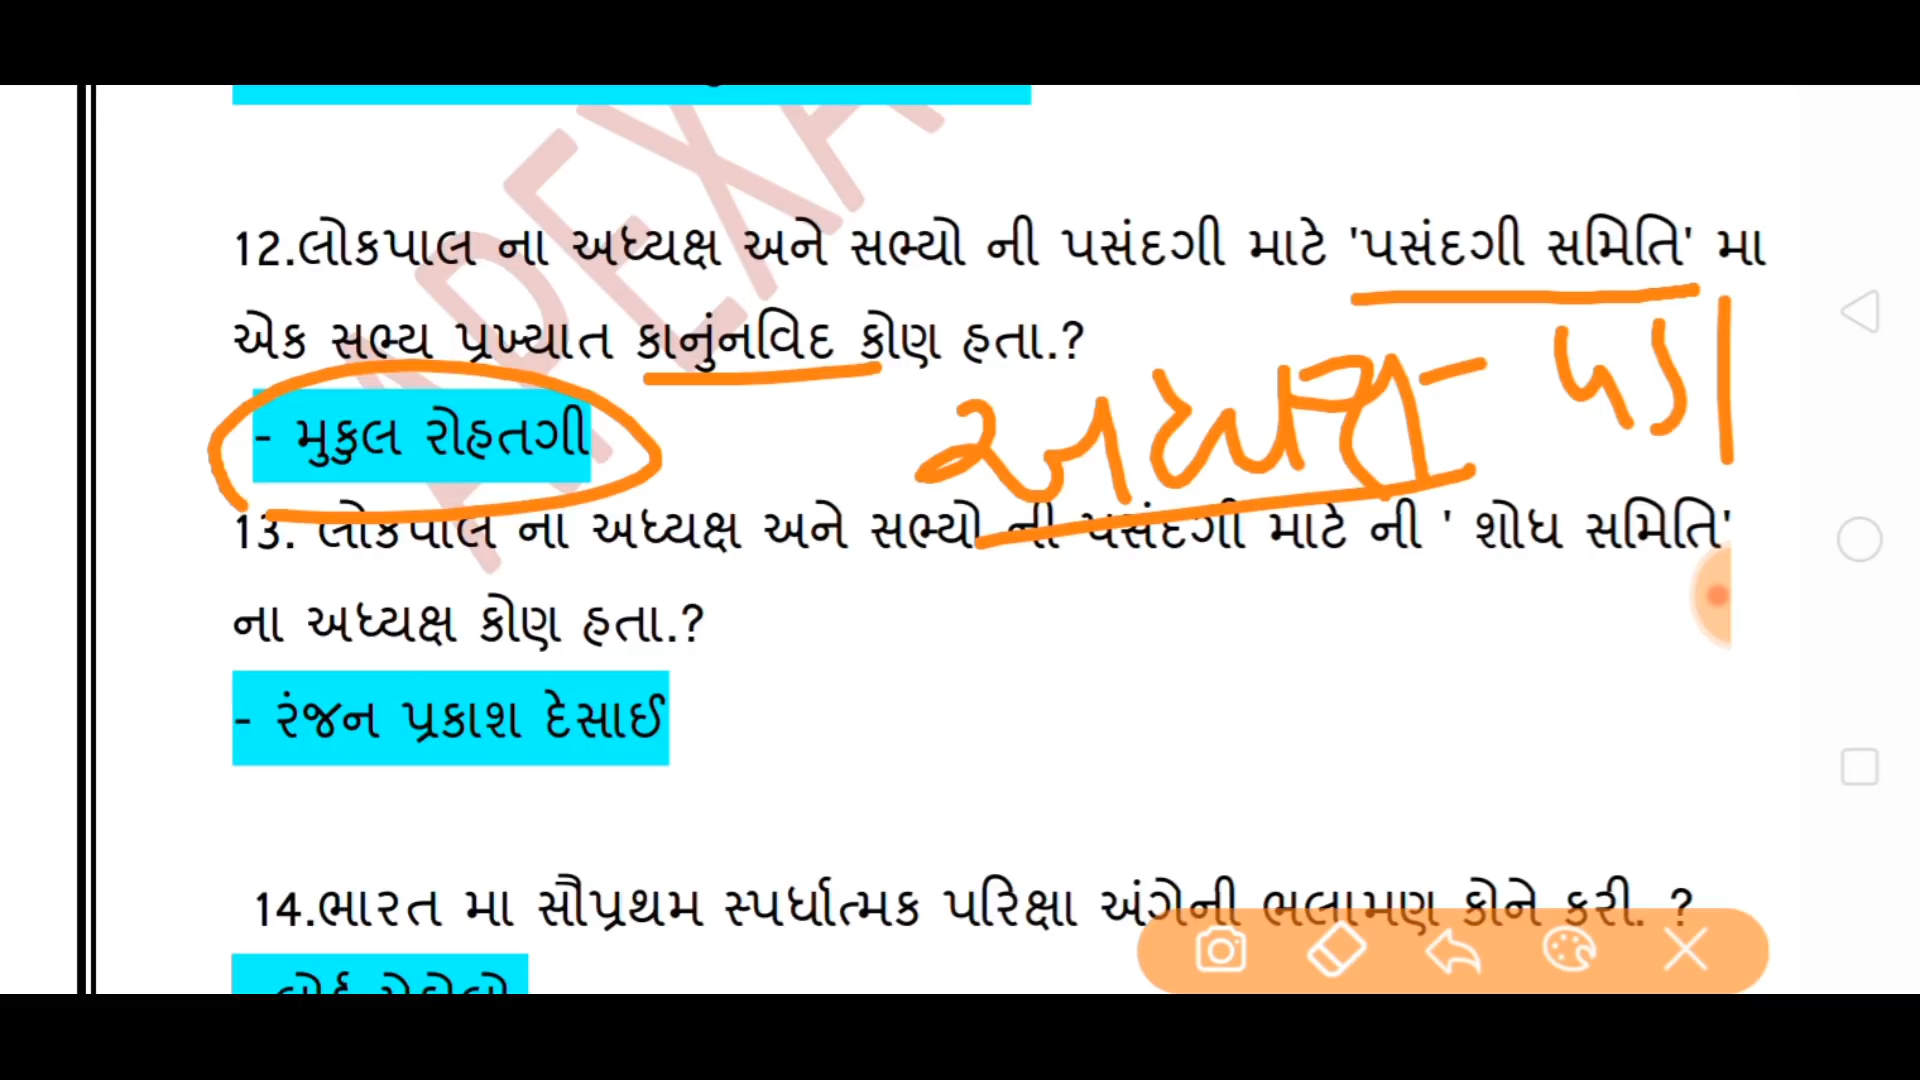 12.લોકપાલ ના અધ્યક્ષ અને સભ્યો ની પસંદગી માટે 'પસંદગી સમિતિ' મા
એક સભ્ય પ્રખ્યાત કાનુંનવિદ કોણ હતા.?
- મુકુલ રોહતગી
અધ્યક્ષ -
13. લોકપાલ ના અધ્યક્ષ અને સભ્યો ની પસંદગી માટે ની ' શોધ સમિતિ'
ના અધ્યક્ષ કોણ હતા.?
- રંજન પ્રકાશ દેસાઈ
14.ભારત મા સૌપ્રથમ સ્પર્ધાત્મક પરિક્ષા અંગેની ભલામણ કોને કરી. ?